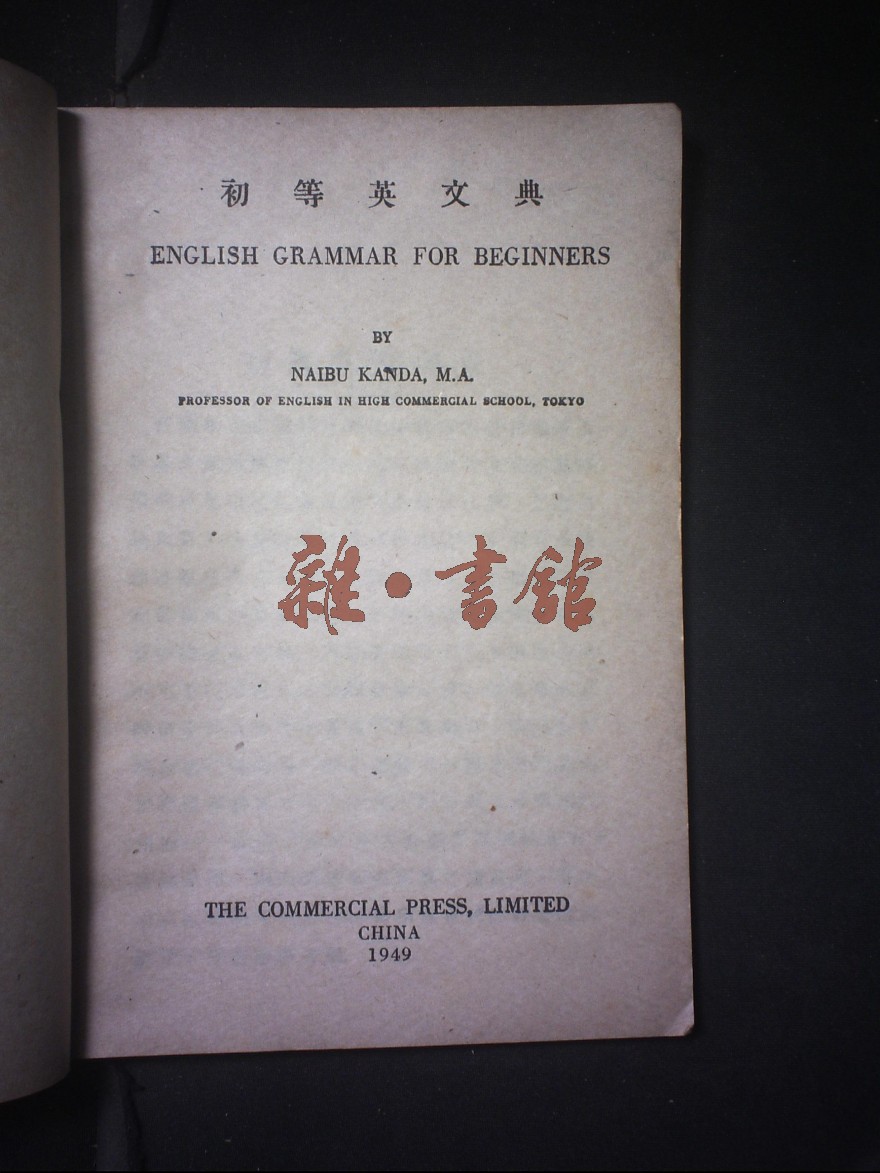 初等英文典
ENGLISH GRAMMAR FOR BEGINNERS
BY
NAIBU KANDA, M.A.
PROFESSOR OF ENGLISH IN HIGH COMMERCIAL SCHOOL, TOKYO
雜·書館
THE COMMERCIAL PRESS, LIMITED
CHINA
1949